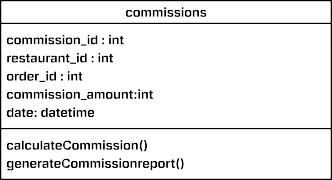 commissions
commission_id : int
restaurant_id : int
order_id : int
commission_amount:int
date: datetime
calculateCommission()
generateCommissionreport()